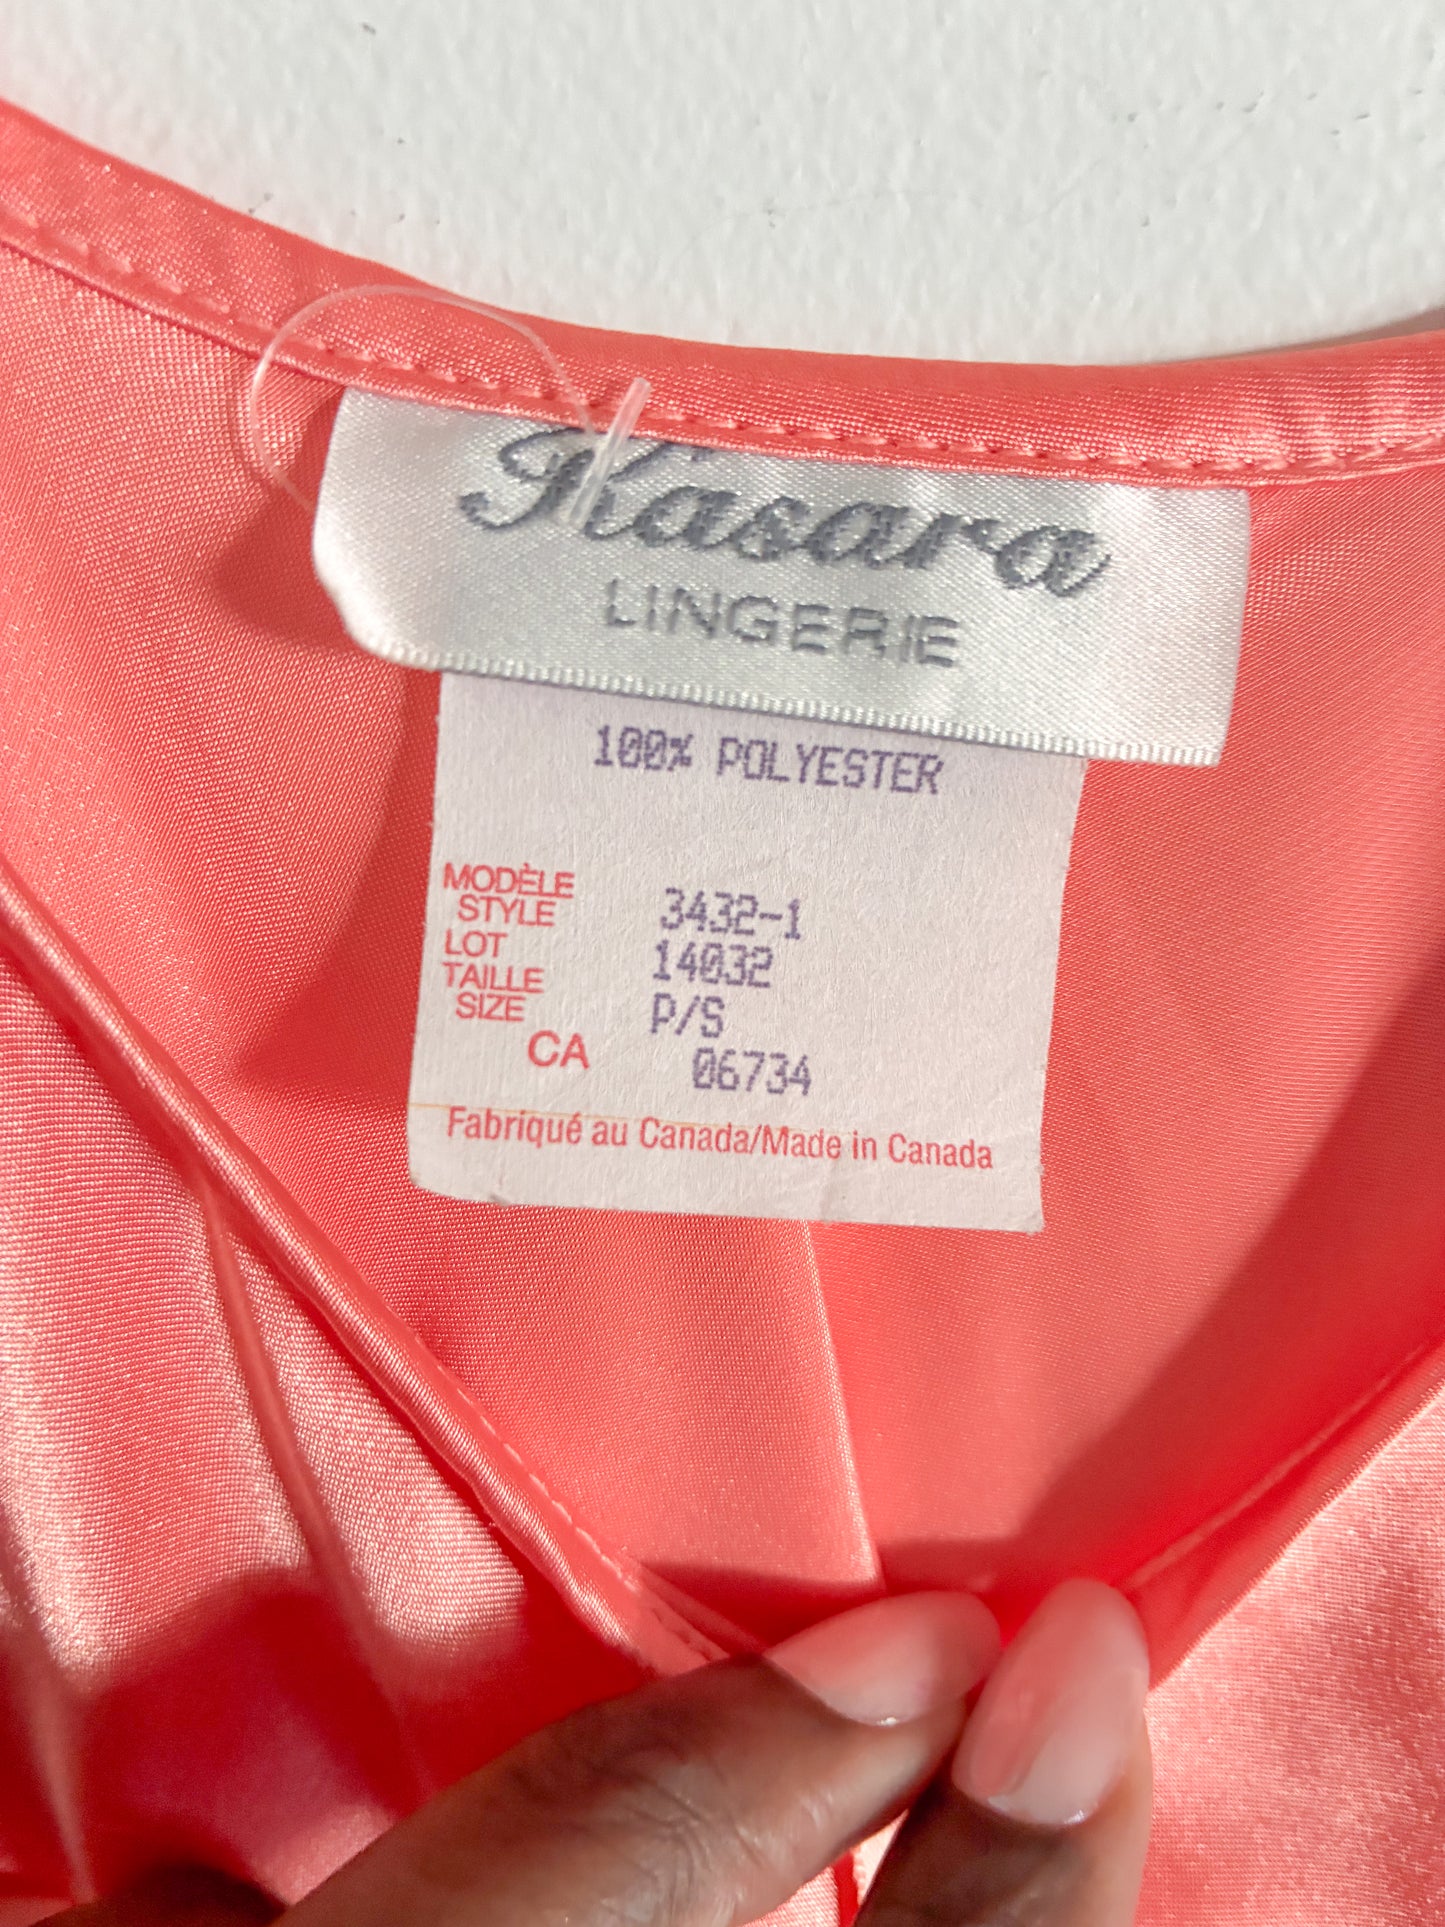 Kasara
LINGERIE
100% POLYESTER
MODÈLE
STYLE 3432-1
LOT 14032
TAILLE
SIZE P/S
CA 06734
Fabriqué au Canada/Made in Canada